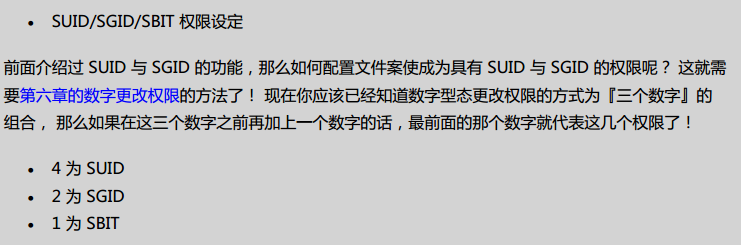 • SUID/SGID/SBIT 权限设定
前面介绍过 SUID 与 SGID 的功能，那么如何配置文件案使成为具有 SUID 与 SGID 的权限呢？ 这就需
要第六章的数字更改权限的方法了！ 现在你应该已经知道数字型态更改权限的方式为『三个数字』的
组合， 那么如果在这三个数字之前再加上一个数字的话，最前面的那个数字就代表这几个权限了！
• 4 为 SUID
• 2 为 SGID
• 1 为 SBIT